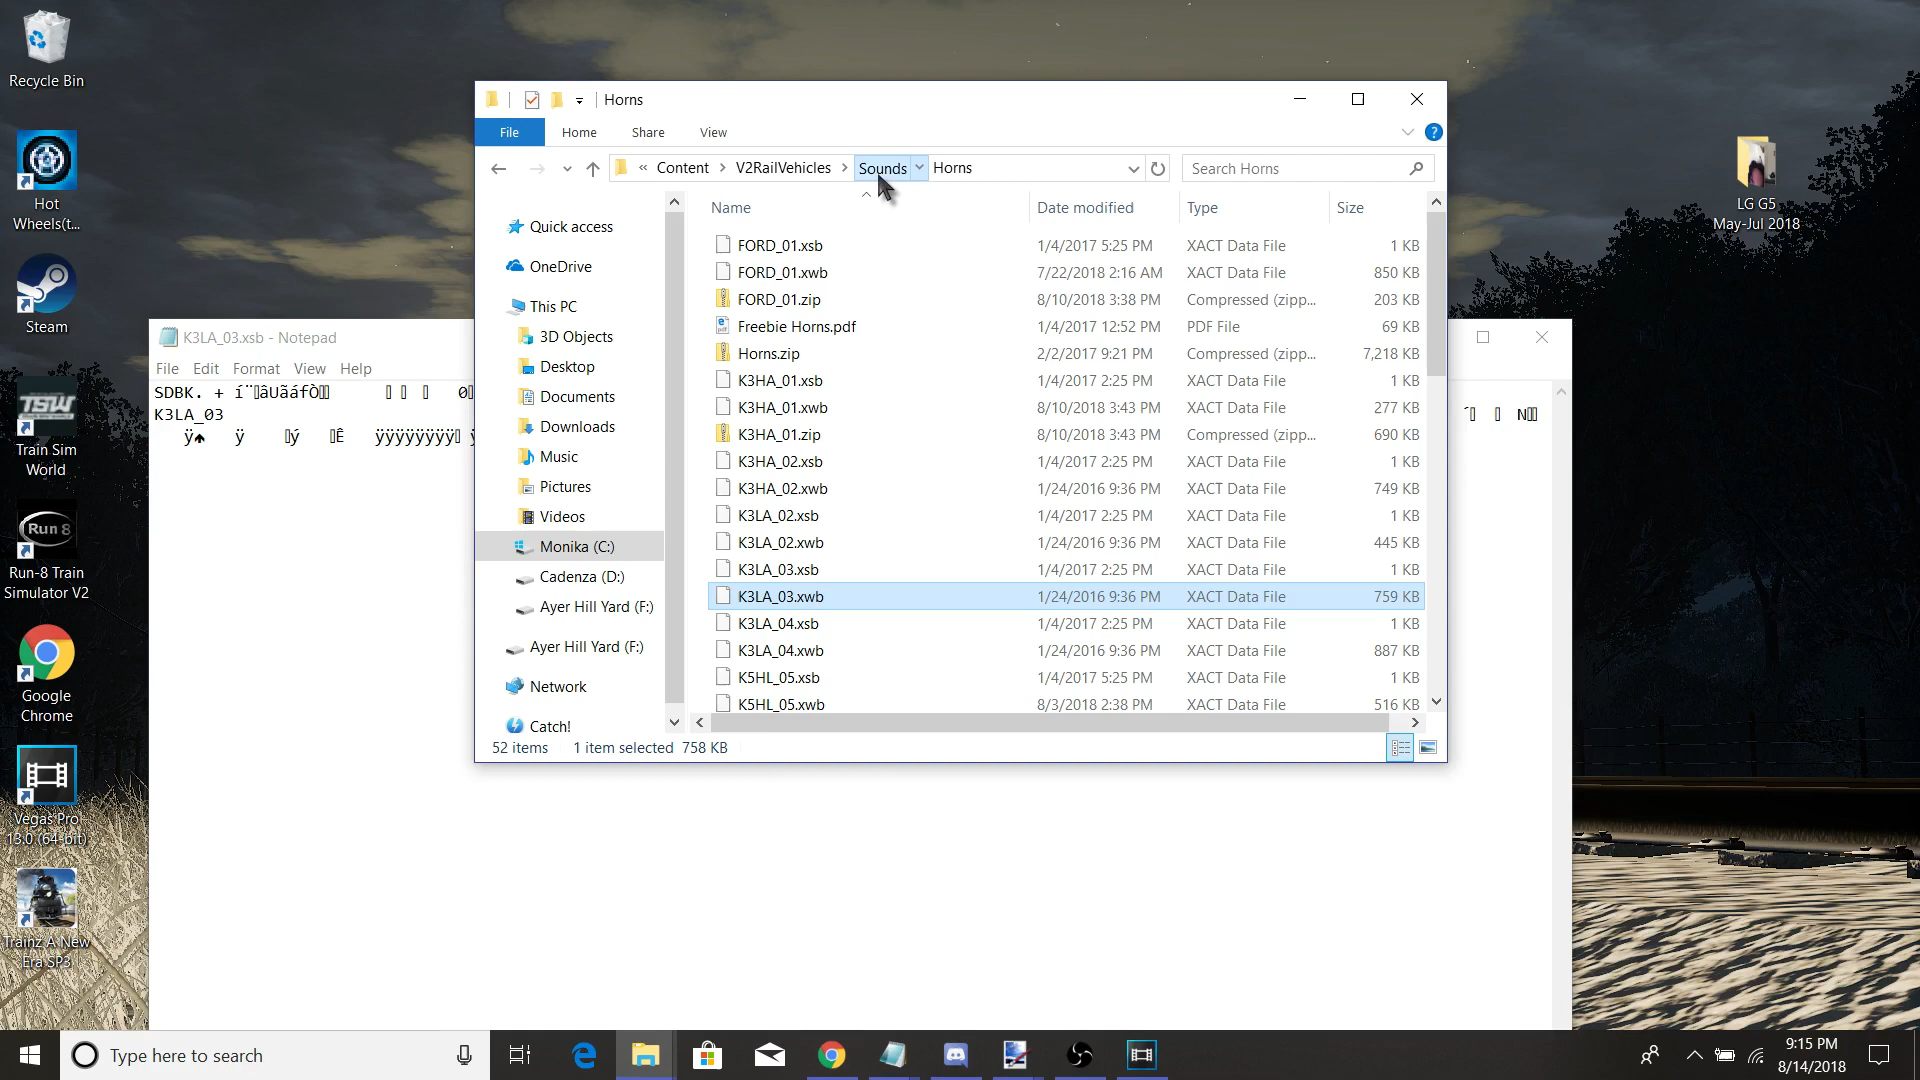 Recycle Bin
Hot
Wheels(t...
Steam
Train Sim
World
Run 8
Run-8 Train
Simulator V2
Google
Chrome
Vegas Pro
13.0 (64-bit)
Trainz A New
Era SP3
LG G5
May-Jul 2018
K3LA_03.xsb - Notepad
File Edit Format View Help
SDBK. +
K3LA_03
Horns
File Home Share View
« Content > V2RailVehicles > Sounds Horns
Search Horns
Quick access
OneDrive
This PC
3D Objects
Desktop
Documents
Downloads
Music
Pictures
Videos
Monika (C:)
Cadenza (D:)
Ayer Hill Yard (F:)
Ayer Hill Yard (F:)
Network
Catch!
Name Date modified Type Size
FORD_01.xsb 1/4/2017 5:25 PM XACT Data File 1 KB
FORD_01.xwb 7/22/2018 2:16 AM XACT Data File 850 KB
FORD_01.zip 8/10/2018 3:38 PM Compressed (zipp... 203 KB
Freebie Horns.pdf 1/4/2017 12:52 PM PDF File 69 KB
Horns.zip 2/2/2017 9:21 PM Compressed (zipp... 7,218 KB
K3HA_01.xsb 1/4/2017 2:25 PM XACT Data File 1 KB
K3HA_01.xwb 8/10/2018 3:43 PM XACT Data File 277 KB
K3HA_01.zip 8/10/2018 3:43 PM Compressed (zipp... 690 KB
K3HA_02.xsb 1/4/2017 2:25 PM XACT Data File 1 KB
K3HA_02.xwb 1/24/2016 9:36 PM XACT Data File 749 KB
K3LA_02.xsb 1/4/2017 2:25 PM XACT Data File 1 KB
K3LA_02.xwb 1/24/2016 9:36 PM XACT Data File 445 KB
K3LA_03.xsb 1/4/2017 2:25 PM XACT Data File 1 KB
K3LA_03.xwb 1/24/2016 9:36 PM XACT Data File 759 KB
K3LA_04.xsb 1/4/2017 2:25 PM XACT Data File 1 KB
K3LA_04.xwb 1/24/2016 9:36 PM XACT Data File 887 KB
K5HL_05.xsb 1/4/2017 5:25 PM XACT Data File 1 KB
K5HL_05.xwb 8/3/2018 2:38 PM XACT Data File 516 KB
52 items 1 item selected 758 KB
Type here to search
9:15 PM
8/14/2018